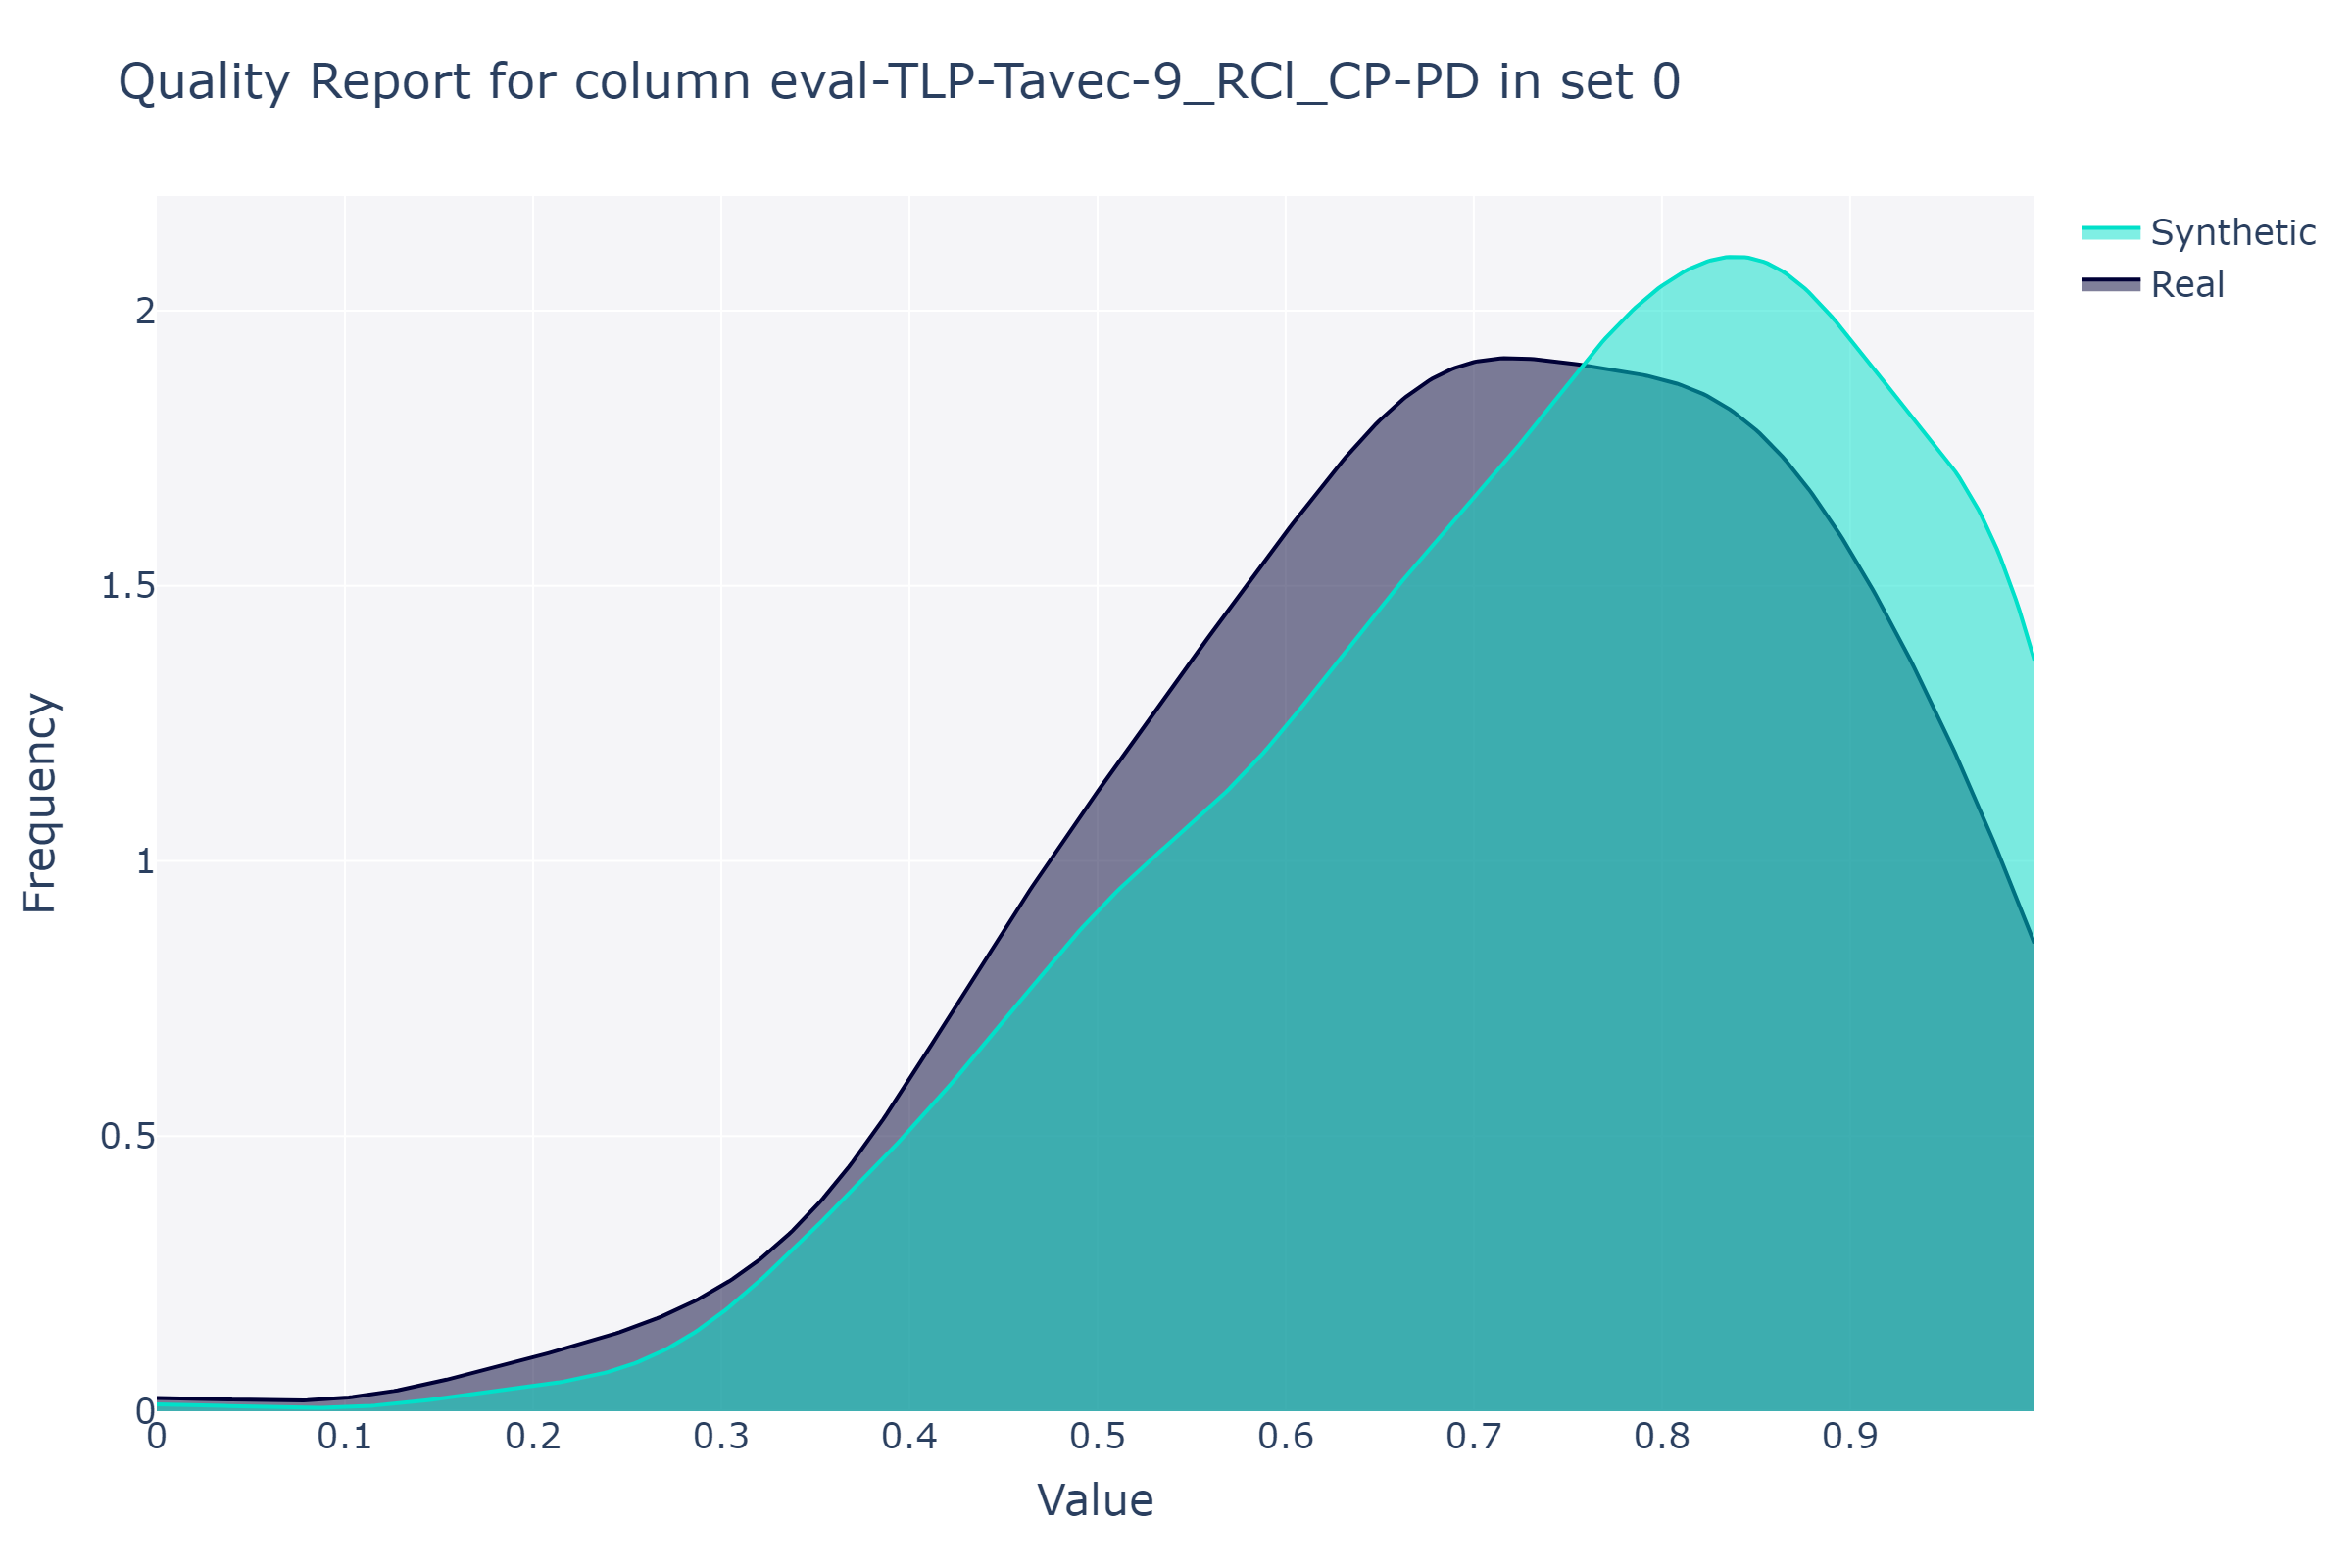 Quality Report for column eval-TLP-Tavec-9_RCl_CP-PD in set 0
Synthetic
Real
2
1.5
1
0.5
0
0 0.1 0.2 0.3 0.4 0.5 0.6 0.7 0.8 0.9
Value
Frequency